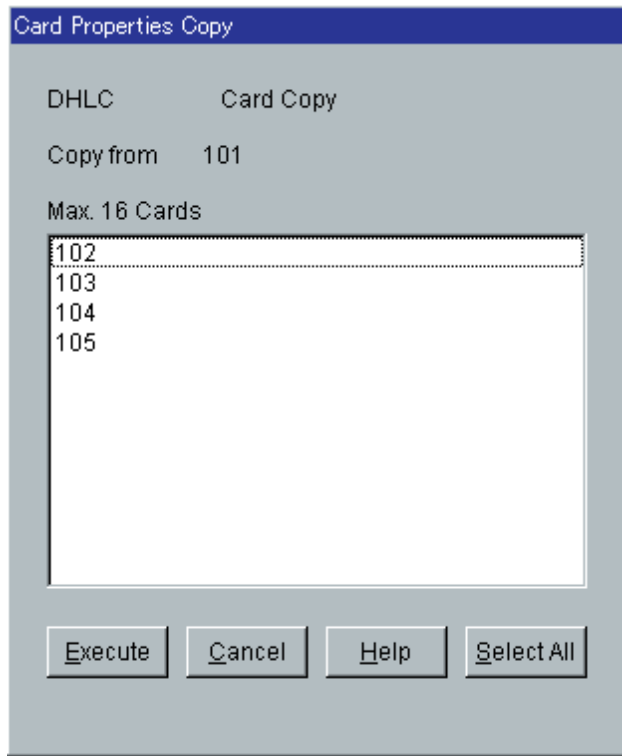 Card Properties Copy
DHLC Card Copy
Copy from 101
Max. 16 Cards
102
103
104
105
Execute Cancel Help Select All